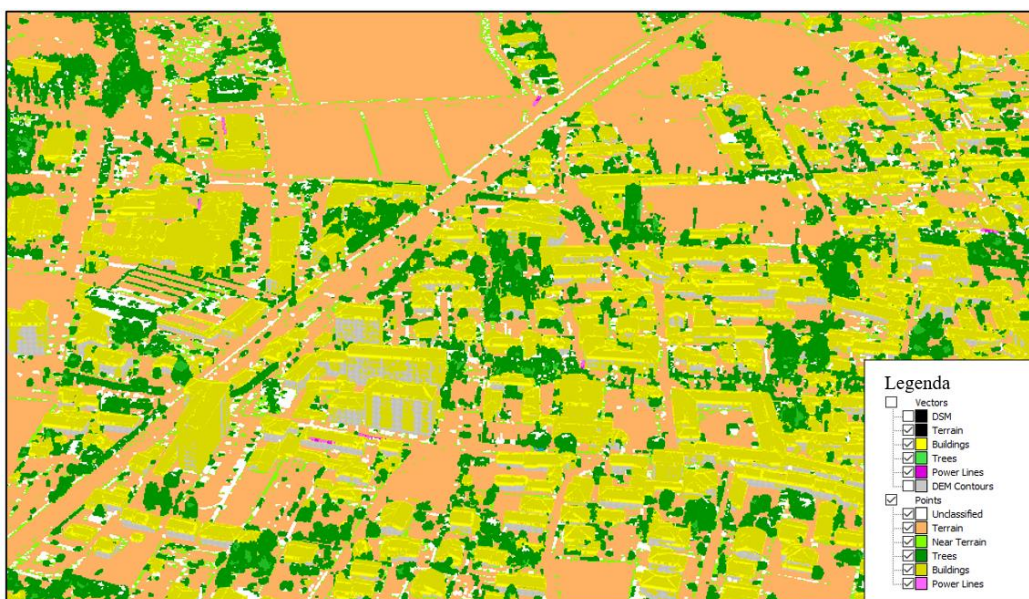 Legenda
Vectors
DSM
Terrain
Buildings
Trees
Power Lines
DEM Contours
Points
Unclassified
Terrain
Near Terrain
Trees
Buildings
Power Lines